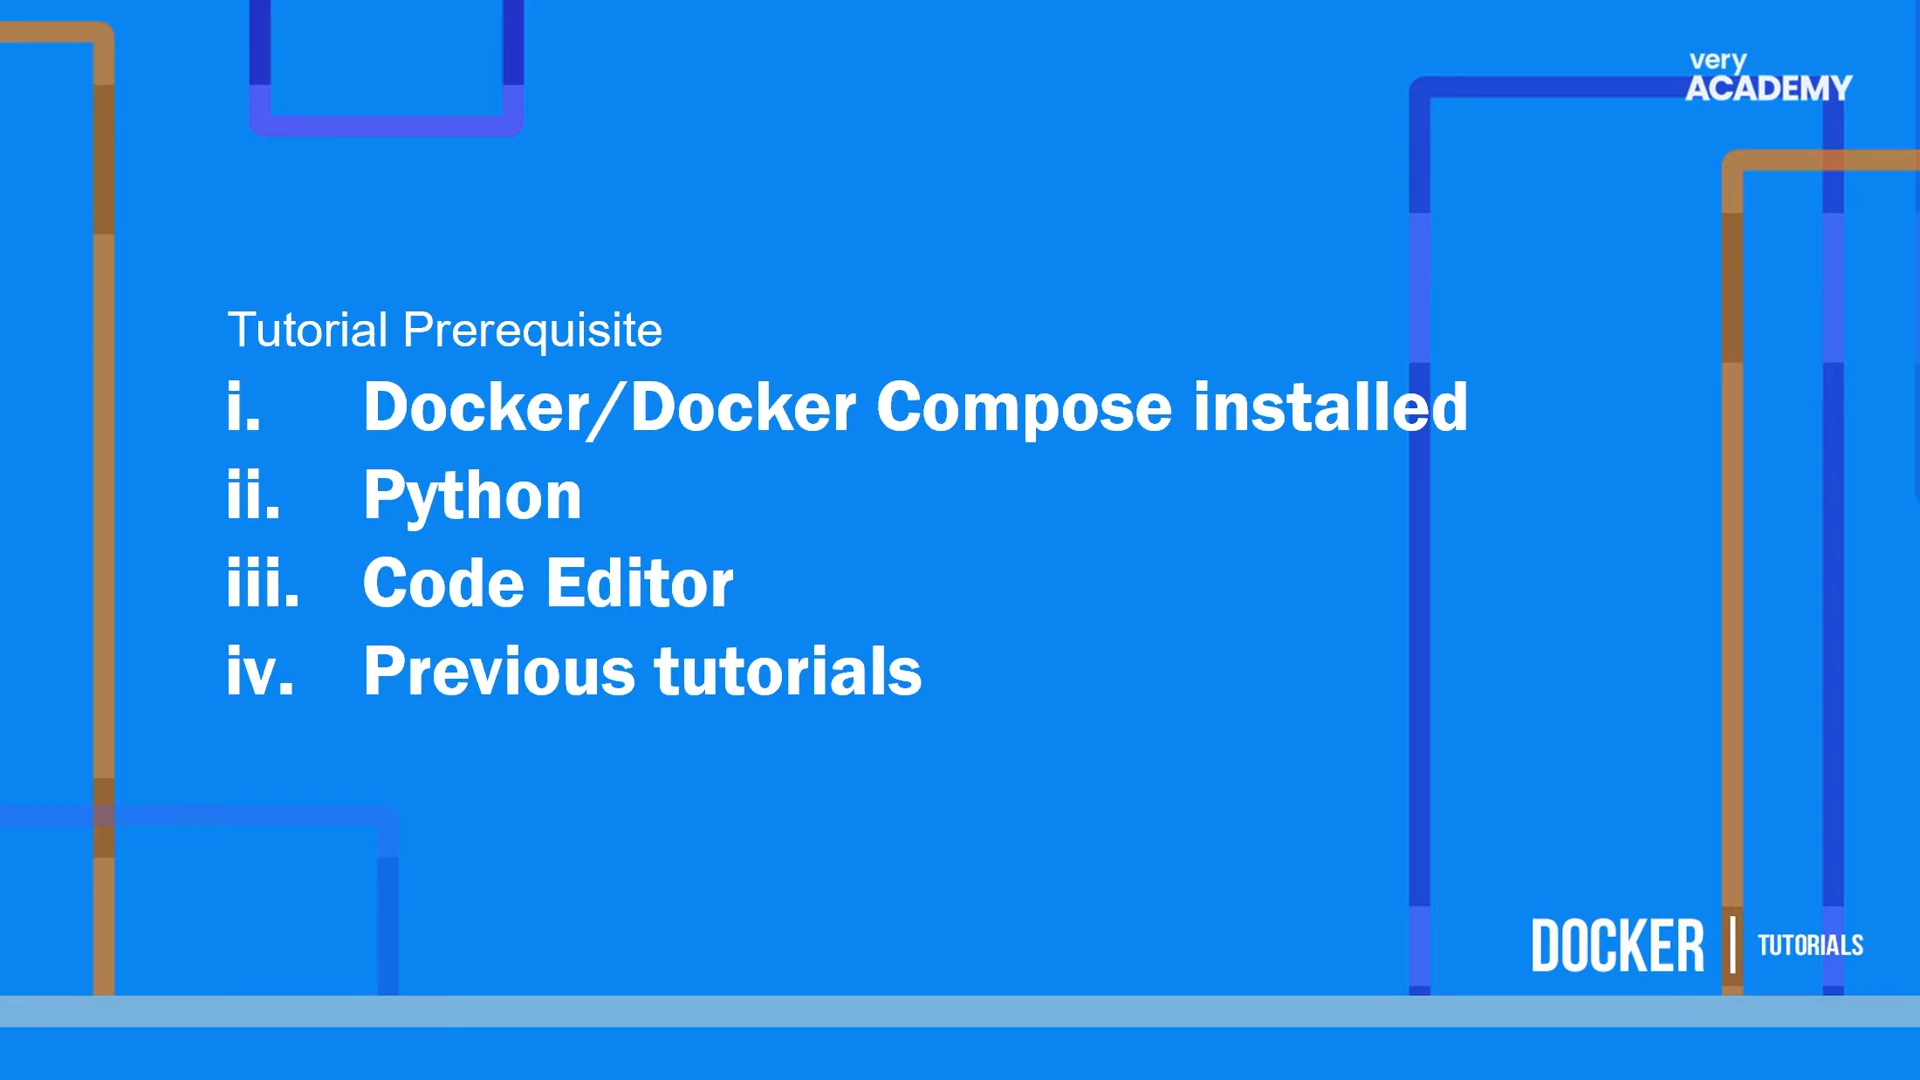 very
ACADEMY
Tutorial Prerequisite
i. Docker/Docker Compose installed
ii. Python
iii. Code Editor
iv. Previous tutorials
DOCKER | TUTORIALS